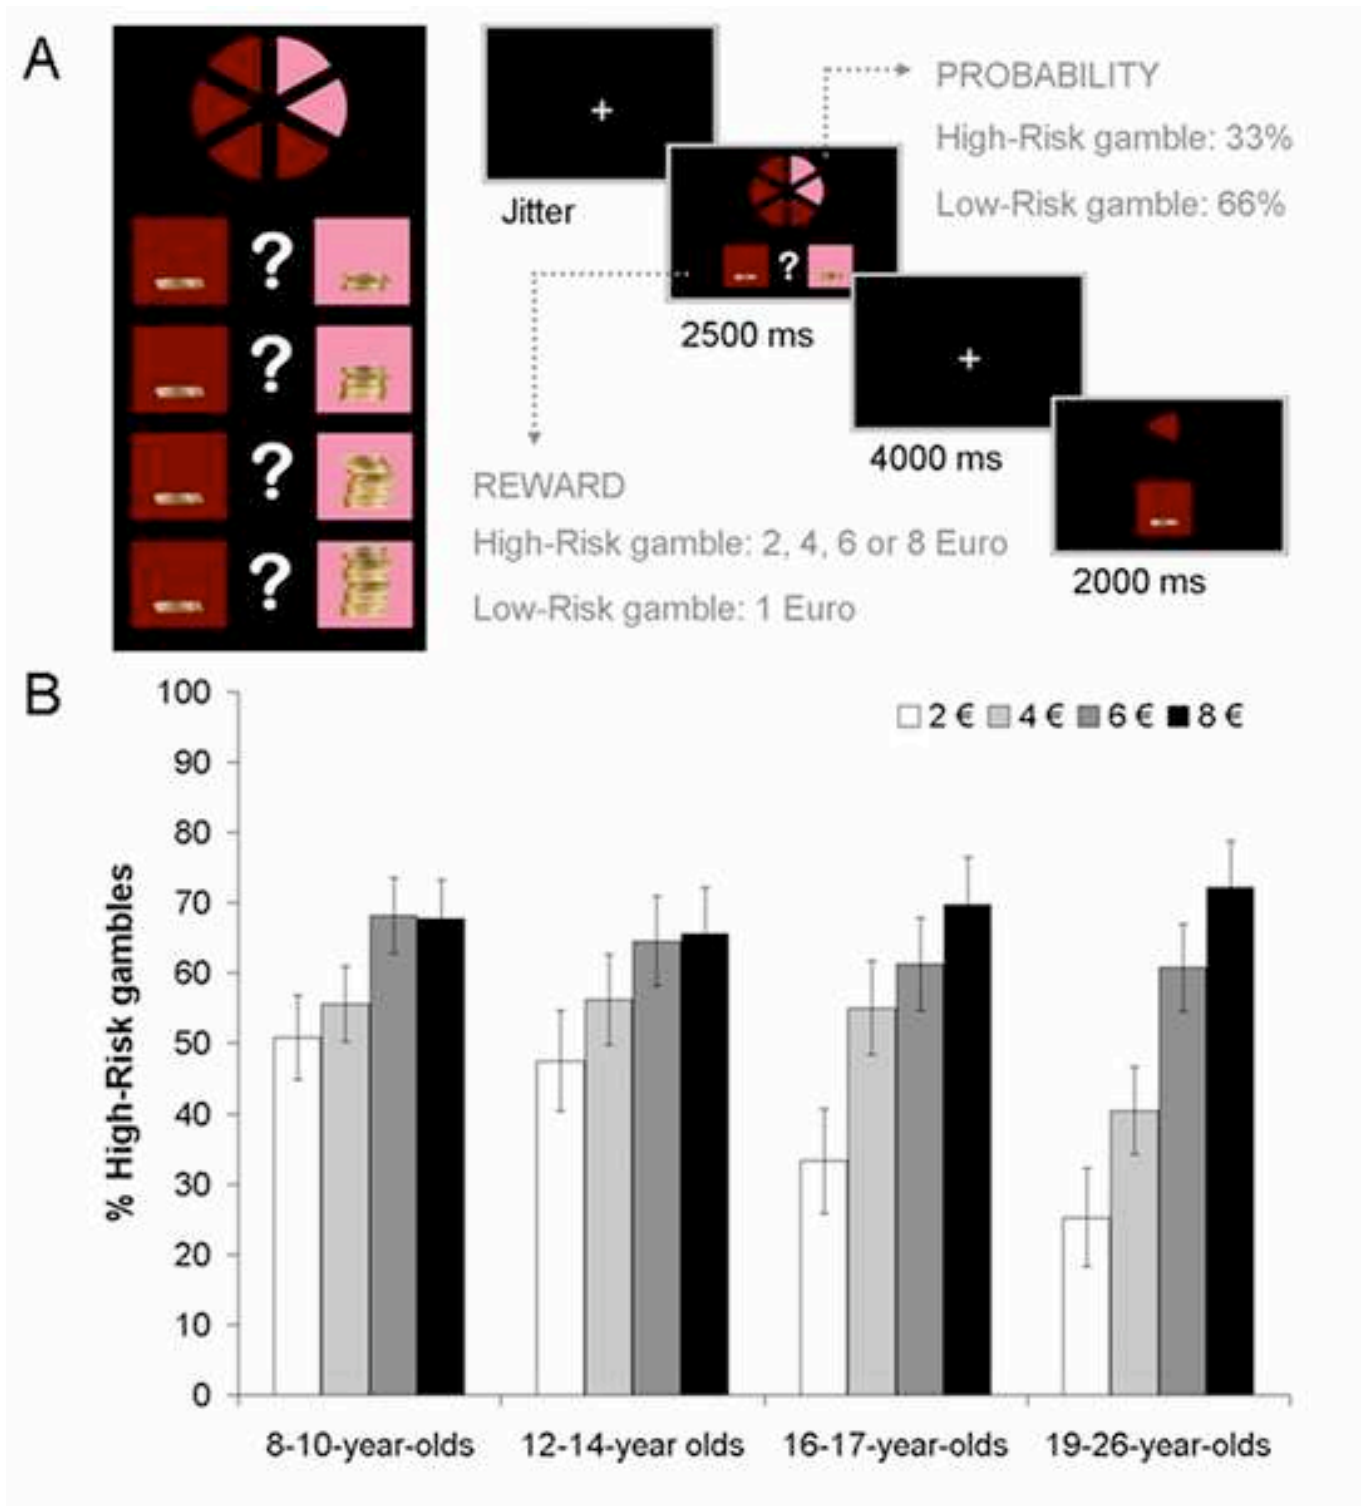 A
?
?
?
?
+
Jitter
?
2500 ms
+
4000 ms
2000 ms
PROBABILITY
High-Risk gamble: 33%
Low-Risk gamble: 66%
REWARD
High-Risk gamble: 2, 4, 6 or 8 Euro
Low-Risk gamble: 1 Euro
B
2 € 4 € 6 € 8 €
% High-Risk gambles
100
90
80
70
60
50
40
30
20
10
0
8-10-year-olds 12-14-year olds 16-17-year-olds 19-26-year-olds